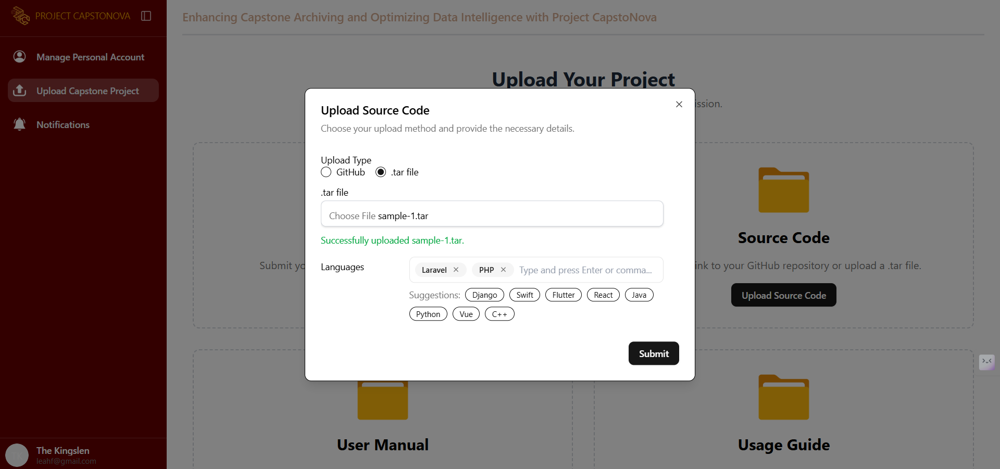 PROJECT CAPSTONOVA
Enhancing Capstone Archiving and Optimizing Data Intelligence with Project CapstoNova
Manage Personal Account
Upload Capstone Project
Notifications
Upload Your Project
ission.
Upload Source Code
Choose your upload method and provide the necessary details.
Upload Type
GitHub .tar file
.tar file
Choose File sample-1.tar
Successfully uploaded sample-1.tar.
Languages
Laravel × PHP × Type and press Enter or comma...
Suggestions: Django Swift Flutter React Java
Python Vue C++
Submit
Submit yo
Source Code
ink to your GitHub repository or upload a .tar file.
Upload Source Code
User Manual
Usage Guide
TK
The Kingslen
leahf@gmail.com